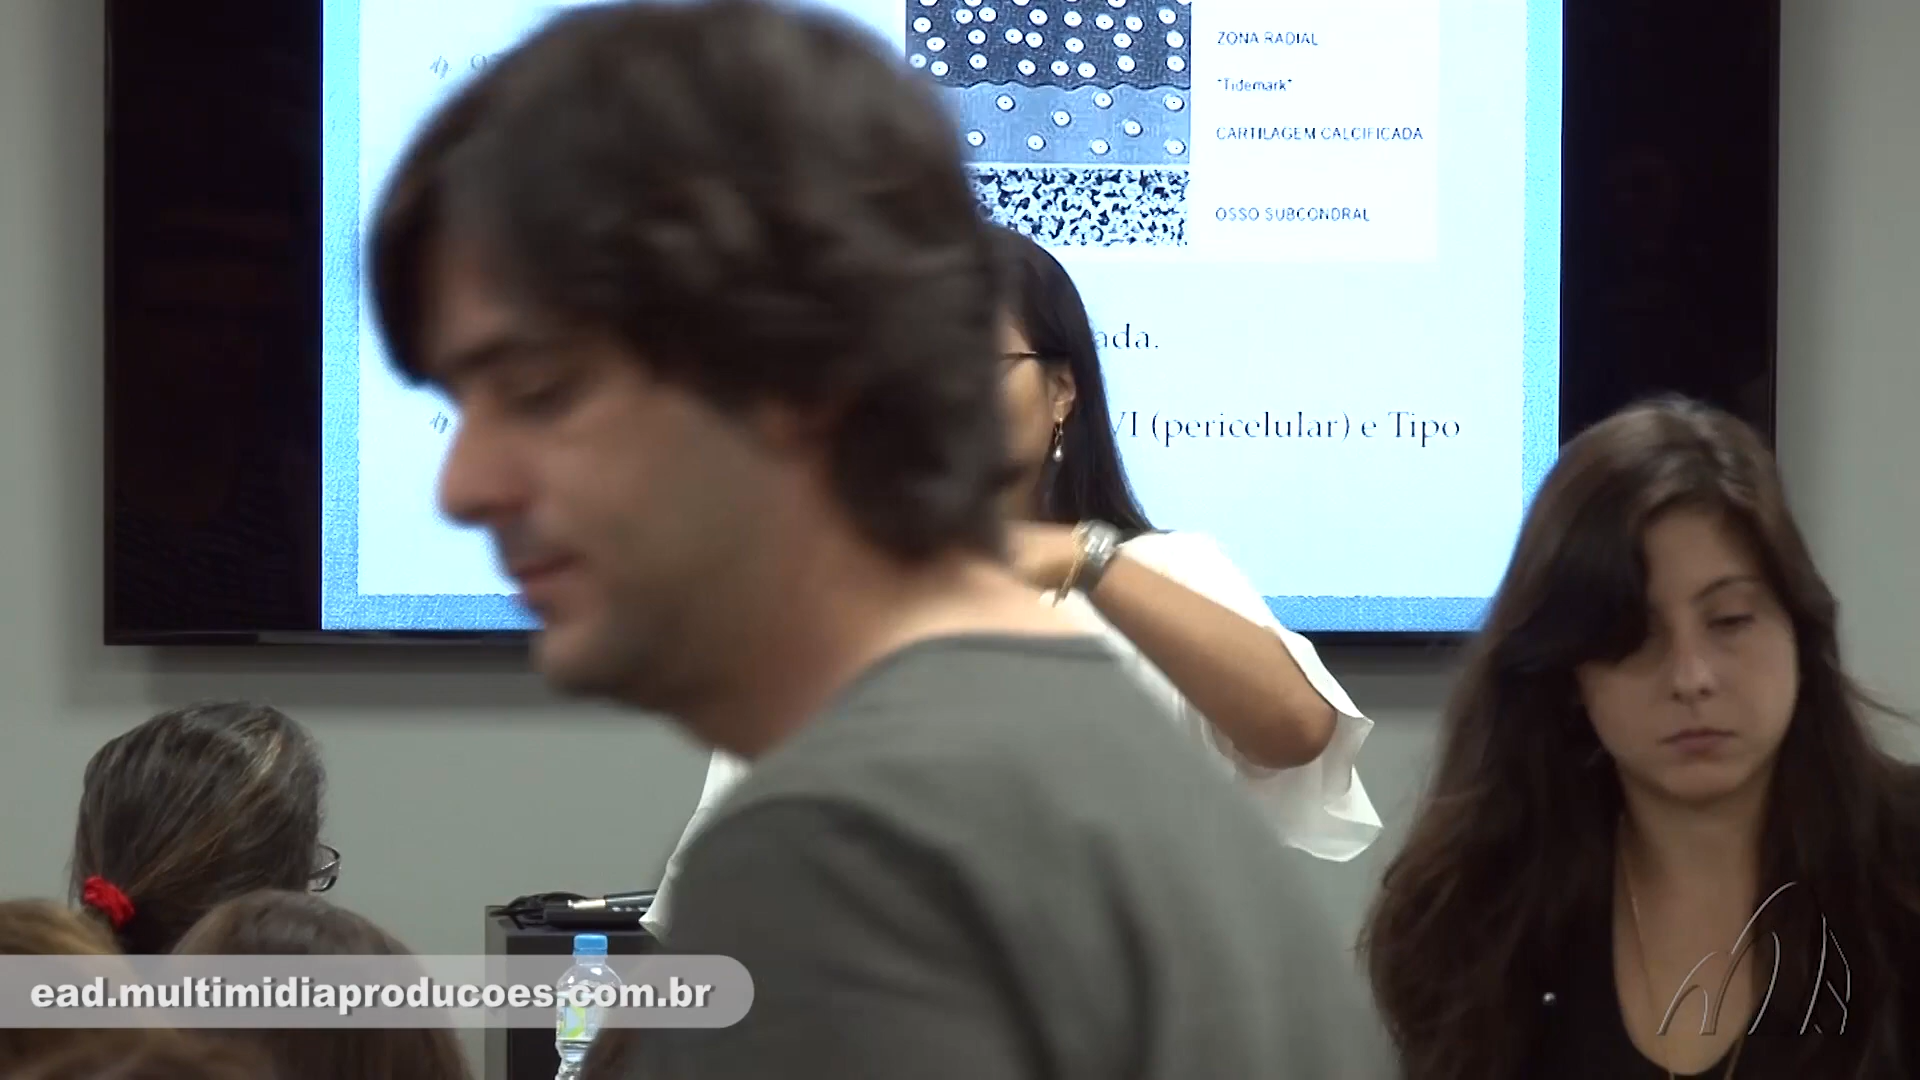 ZONA RADIAL
"Tidemark"
CARTILAGEM CALCIFICADA
OSSO SUBCONDRAL
ada.
VI (pericelular) e Tipo
ead.multimidiaproducoes.com.br